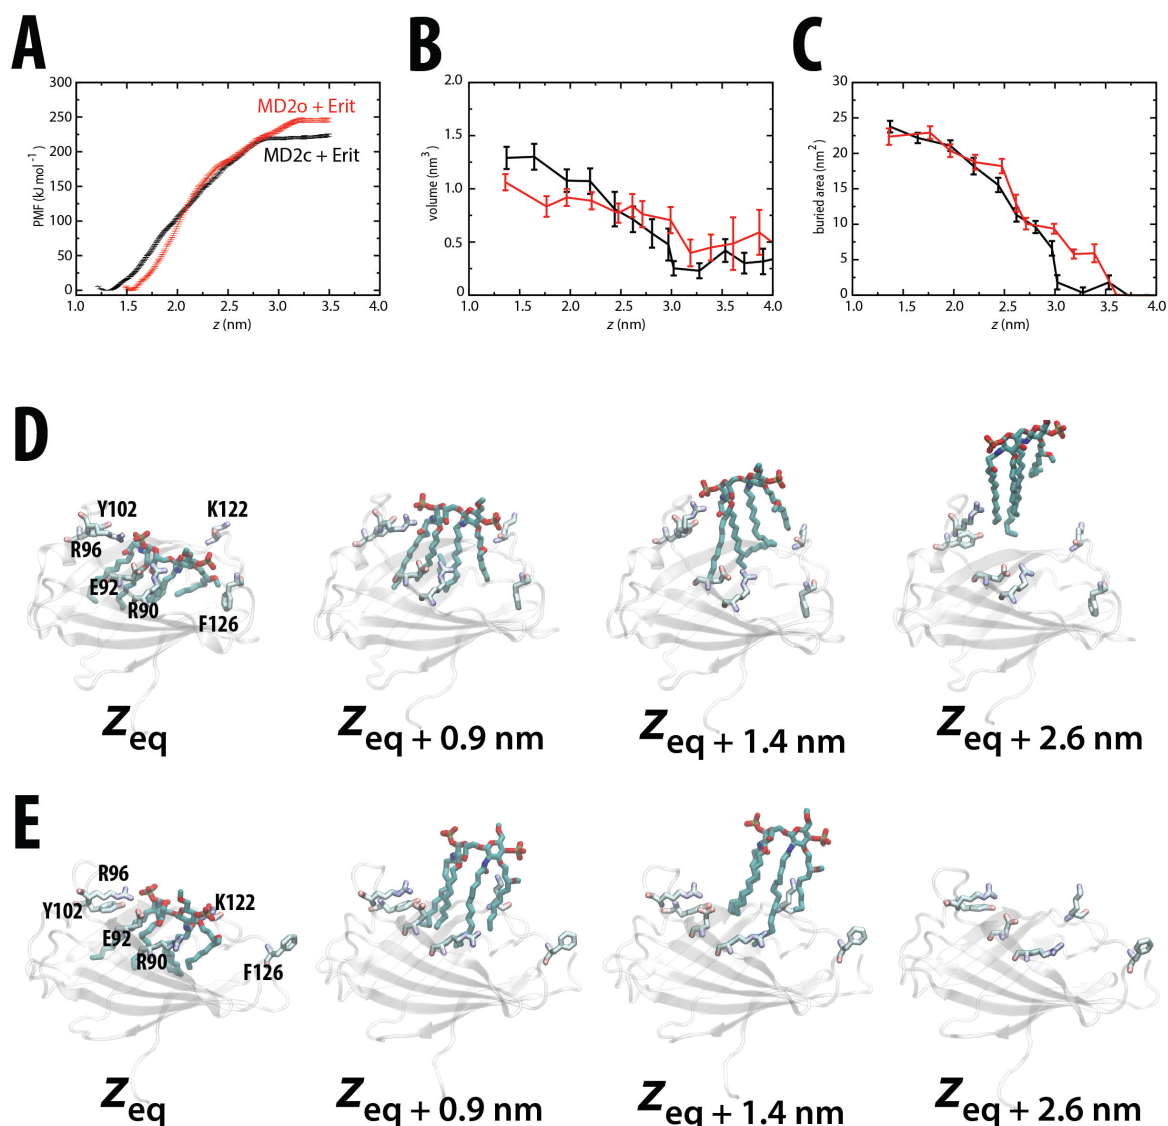 A
B
C
300
250
200
150
100
50
0
PMF (kJ mol -1 )
MD2o + Erit
MD2c + Erit
1.0 1.5 2.0 2.5 3.0 3.5 4.0
z (nm)
2.0
1.5
1.0
0.5
0
volume (nm3)
1.0 1.5 2.0 2.5 3.0 3.5 4.0
z (nm)
30
25
20
15
10
5
0
buried area (nm2)
1.0 1.5 2.0 2.5 3.0 3.5 4.0
z (nm)
D
Y102
K122
R96
E92
R90
F126
zeq
zeq + 0.9 nm
zeq + 1.4 nm
zeq + 2.6 nm
E
R96
Y102
K122
E92
R90
F126
zeq
zeq + 0.9 nm
zeq + 1.4 nm
zeq + 2.6 nm